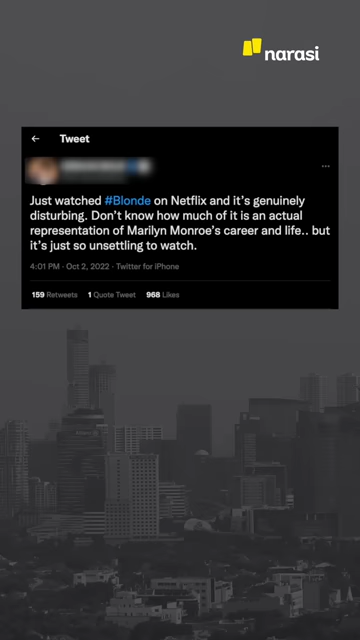 narasi
Tweet
Just watched #Blonde on Netflix and it's genuinely
disturbing. Don't know how much of it is an actual
representation of Marilyn Monroe's career and life.. but
it's just so unsettling to watch.
4:01 PM · Oct 2, 2022 · Twitter for iPhone
159 Retweets 1 Quote Tweet 968 Likes
narasi